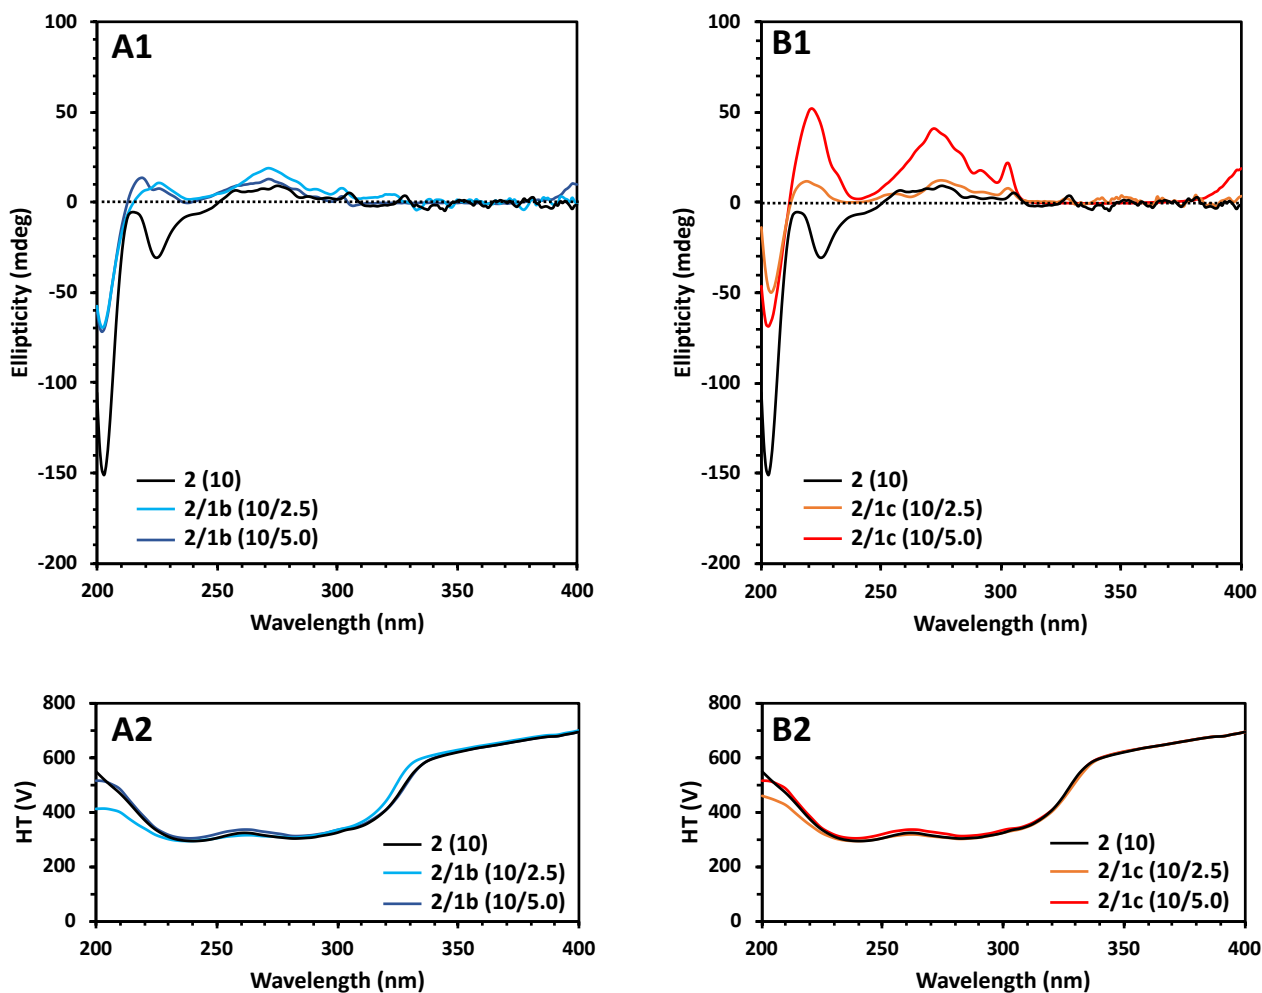 A1
100
50
0
-50
-100
-150
-200
Ellipticity (mdeg)
2 (10)
2/1b (10/2.5)
2/1b (10/5.0)
200 250 300 350 400
Wavelength (nm)
B1
100
50
0
-50
-100
-150
-200
Ellipticity (mdeg)
2 (10)
2/1c (10/2.5)
2/1c (10/5.0)
200 250 300 350 400
Wavelength (nm)
A2
800
600
400
200
0
HT (V)
2 (10)
2/1b (10/2.5)
2/1b (10/5.0)
200 250 300 350 400
Wavelength (nm)
B2
800
600
400
200
0
HT (V)
2 (10)
2/1c (10/2.5)
2/1c (10/5.0)
200 250 300 350 400
Wavelength (nm)